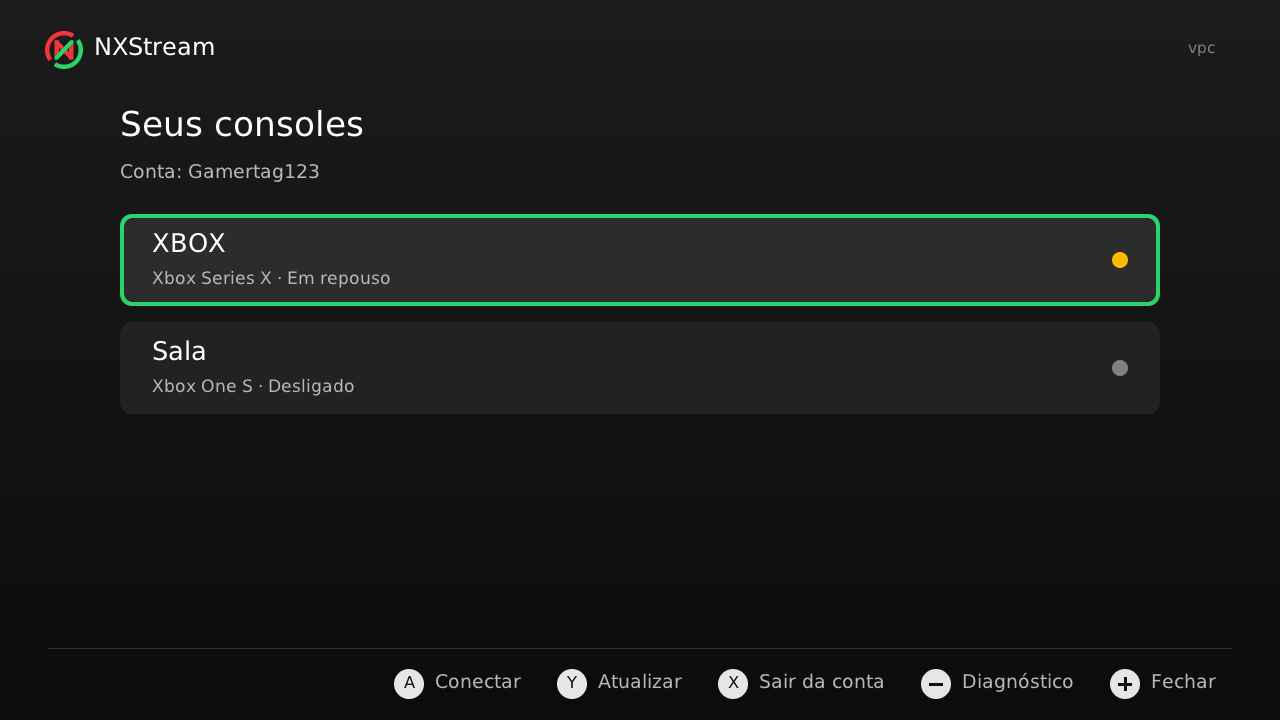 NXStream
vpc
Seus consoles
Conta: Gamertag123
XBOX
Xbox Series X · Em repouso
Sala
Xbox One S · Desligado
A Conectar Y Atualizar X Sair da conta Diagnóstico Fechar